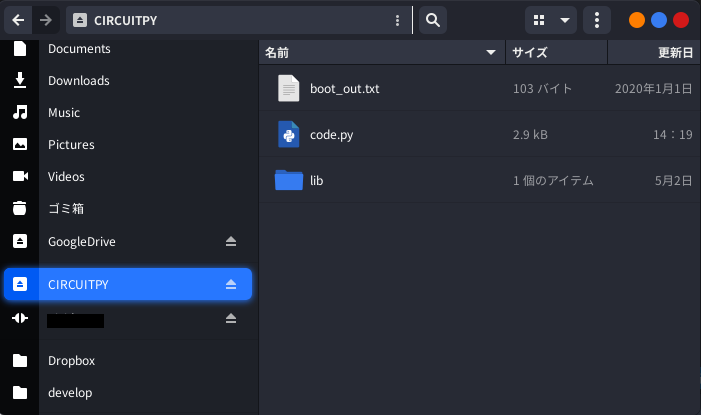 CIRCUITPY
Documents
Downloads
Music
Pictures
Videos
ゴミ箱
GoogleDrive
CIRCUITPY
Dropbox
develop
名前 サイズ 更新日
boot_out.txt 103 バイト 2020年1月1日
code.py 2.9 kB 14：19
lib 1 個のアイテム 5月2日